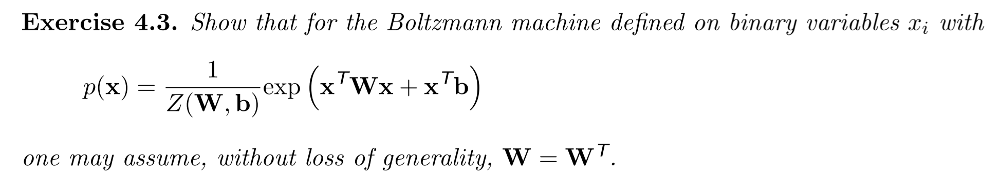 Exercise 4.3. Show that for the Boltzmann machine defined on binary variables $x_i$ with
$p(\mathbf{x}) = \frac{1}{Z(\mathbf{W}, \mathbf{b})} \exp\left(\mathbf{x}^\mathsf{T}\mathbf{W}\mathbf{x} + \mathbf{x}^\mathsf{T}\mathbf{b}\right)$
one may assume, without loss of generality, $\mathbf{W} = \mathbf{W}^\mathsf{T}$.